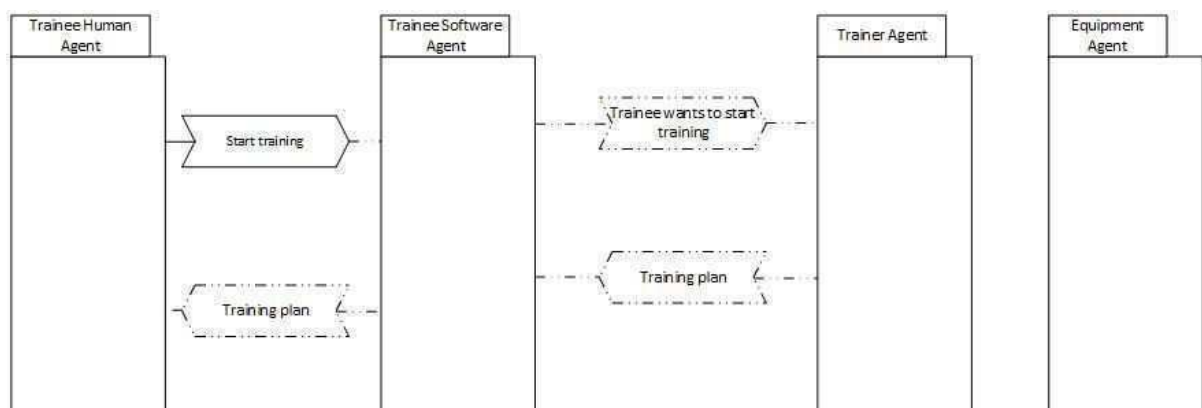 Trainee Human
Agent
Trainee Software
Agent
Trainer Agent
Equipment
Agent
Start training
Trainee wants to start
training
Training plan
Training plan